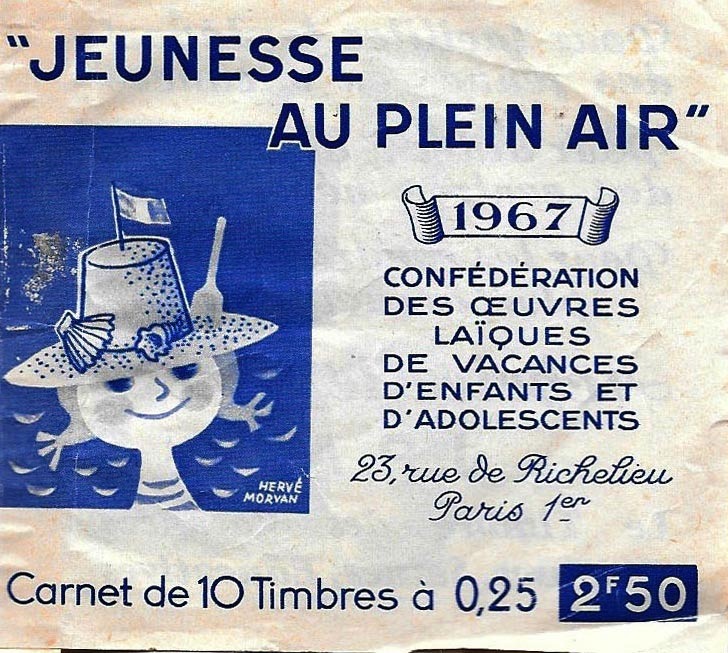 "JEUNESSE
AU PLEIN AIR"
1967
CONFÉDÉRATION
DES ŒUVRES
LAÏQUES
DE VACANCES
D'ENFANTS ET
D'ADOLESCENTS
23, rue de Richelieu
Paris 1er
HERVÉ
MORVAN
Carnet de 10 Timbres à 0,25 2F50